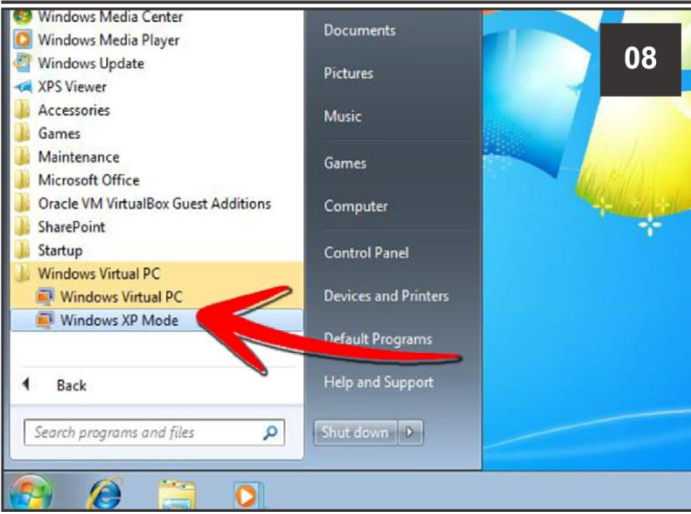 Windows Media Center
Windows Media Player
Windows Update
XPS Viewer
Accessories
Games
Maintenance
Microsoft Office
Oracle VM VirtualBox Guest Additions
SharePoint
Startup
Windows Virtual PC
Windows Virtual PC
Windows XP Mode
Back
Search programs and files
Documents
Pictures
Music
Games
Computer
Control Panel
Devices and Printers
Default Programs
Help and Support
Shut down
08